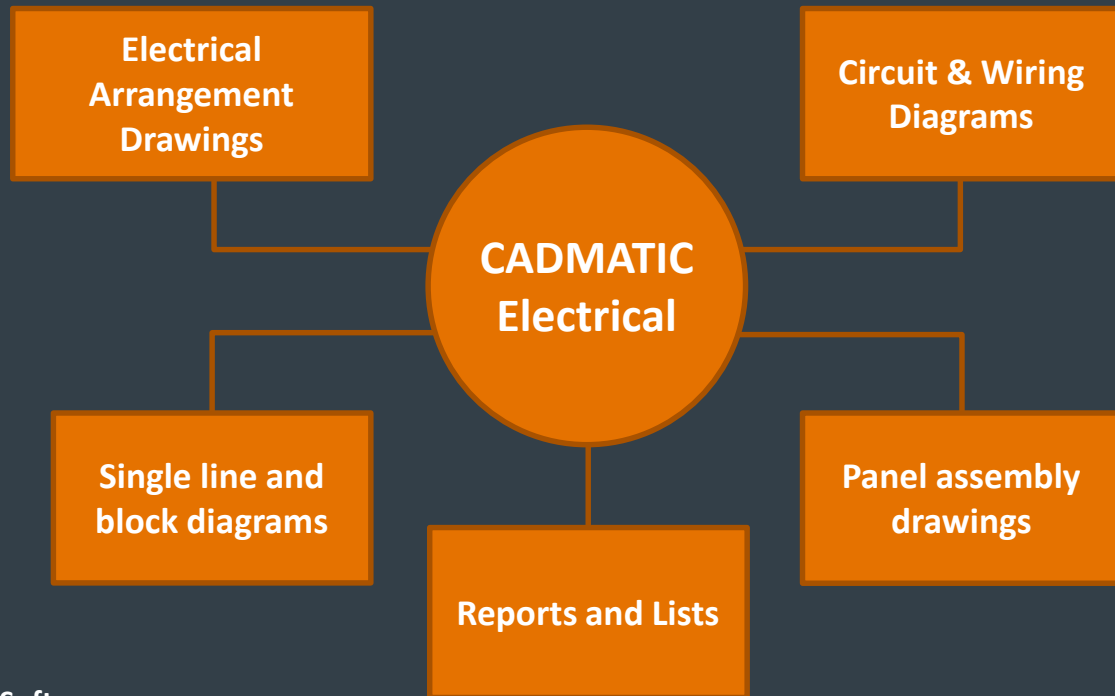 Electrical
Arrangement
Drawings
Circuit & Wiring
Diagrams
CADMATIC
Electrical
Single line and
block diagrams
Panel assembly
drawings
Reports and Lists